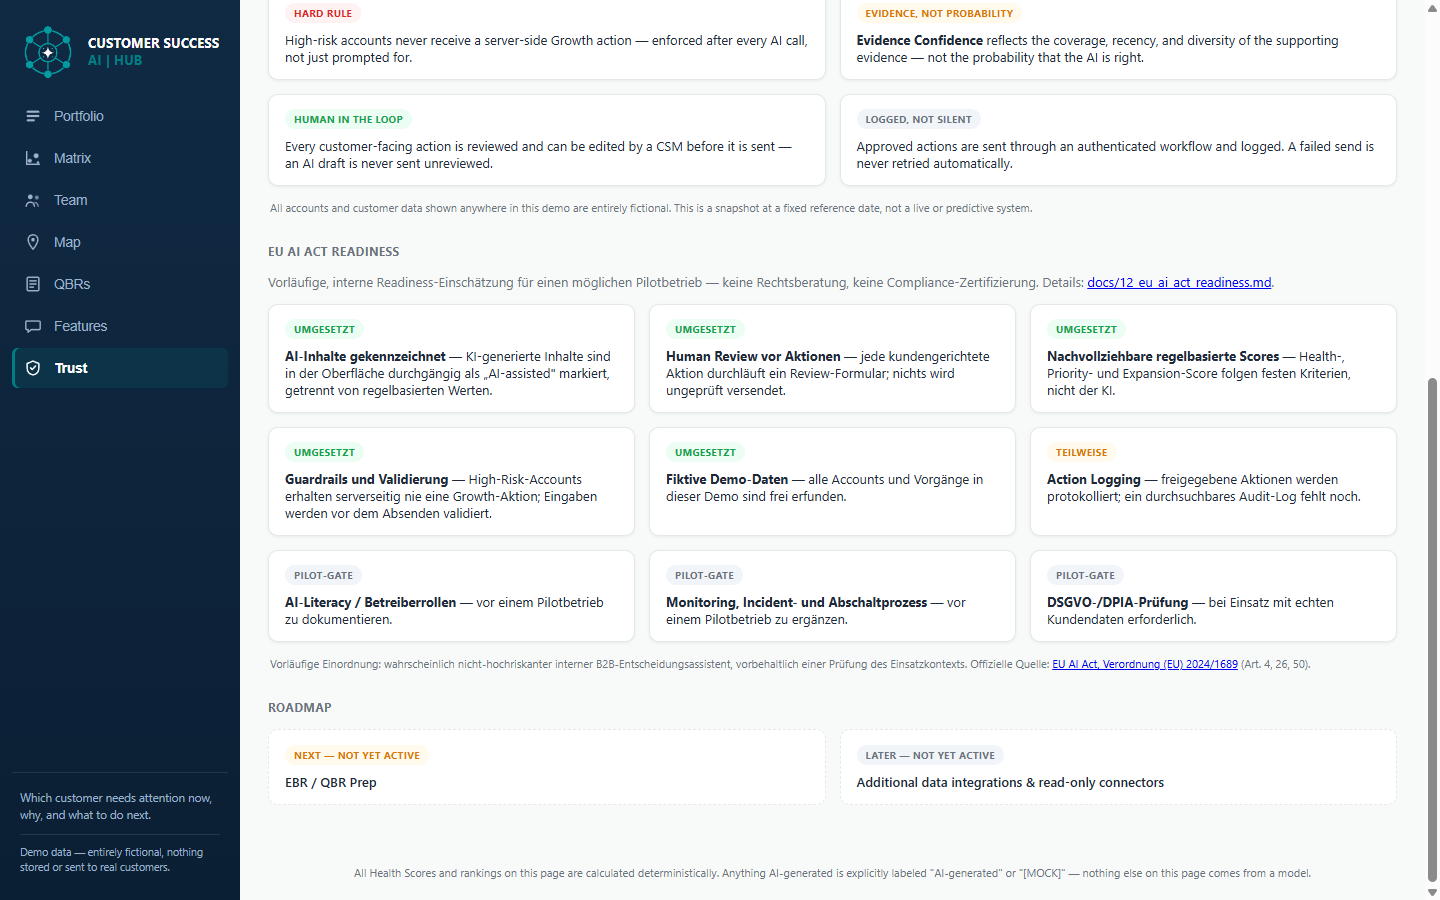 CUSTOMER SUCCESS
AI | HUB
Portfolio
Matrix
Team
Map
QBRs
Features
Trust
Which customer needs attention now,
why, and what to do next.
Demo data — entirely fictional, nothing
stored or sent to real customers.
HARD RULE
High-risk accounts never receive a server-side Growth action — enforced after every AI call,
not just prompted for.
EVIDENCE, NOT PROBABILITY
Evidence Confidence reflects the coverage, recency, and diversity of the supporting
evidence — not the probability that the AI is right.
HUMAN IN THE LOOP
Every customer-facing action is reviewed and can be edited by a CSM before it is sent —
an AI draft is never sent unreviewed.
LOGGED, NOT SILENT
Approved actions are sent through an authenticated workflow and logged. A failed send is
never retried automatically.
All accounts and customer data shown anywhere in this demo are entirely fictional. This is a snapshot at a fixed reference date, not a live or predictive system.
EU AI ACT READINESS
Vorläufige, interne Readiness-Einschätzung für einen möglichen Pilotbetrieb — keine Rechtsberatung, keine Compliance-Zertifizierung. Details: docs/12_eu_ai_act_readiness.md.
UMGESETZT
AI-Inhalte gekennzeichnet — KI-generierte Inhalte sind
in der Oberfläche durchgängig als „AI-assisted" markiert,
getrennt von regelbasierten Werten.
UMGESETZT
Human Review vor Aktionen — jede kundengerichtete
Aktion durchläuft ein Review-Formular; nichts wird
ungeprüft versendet.
UMGESETZT
Nachvollziehbare regelbasierte Scores — Health-,
Priority- und Expansion-Score folgen festen Kriterien,
nicht der KI.
UMGESETZT
Guardrails und Validierung — High-Risk-Accounts
erhalten serverseitig nie eine Growth-Aktion; Eingaben
werden vor dem Absenden validiert.
UMGESETZT
Fiktive Demo-Daten — alle Accounts und Vorgänge in
dieser Demo sind frei erfunden.
TEILWEISE
Action Logging — freigegebene Aktionen werden
protokolliert; ein durchsuchbares Audit-Log fehlt noch.
PILOT-GATE
AI-Literacy / Betreiberrollen — vor einem Pilotbetrieb
zu dokumentieren.
PILOT-GATE
Monitoring, Incident- und Abschaltprozess — vor
einem Pilotbetrieb zu ergänzen.
PILOT-GATE
DSGVO-/DPIA-Prüfung — bei Einsatz mit echten
Kundendaten erforderlich.
Vorläufige Einordnung: wahrscheinlich nicht-hochriskanter interner B2B-Entscheidungsassistent, vorbehaltlich einer Prüfung des Einsatzkontexts. Offizielle Quelle: EU AI Act, Verordnung (EU) 2024/1689 (Art. 4, 26, 50).
ROADMAP
NEXT — NOT YET ACTIVE
EBR / QBR Prep
LATER — NOT YET ACTIVE
Additional data integrations & read-only connectors
All Health Scores and rankings on this page are calculated deterministically. Anything AI-generated is explicitly labeled "AI-generated" or "[MOCK]" — nothing else on this page comes from a model.